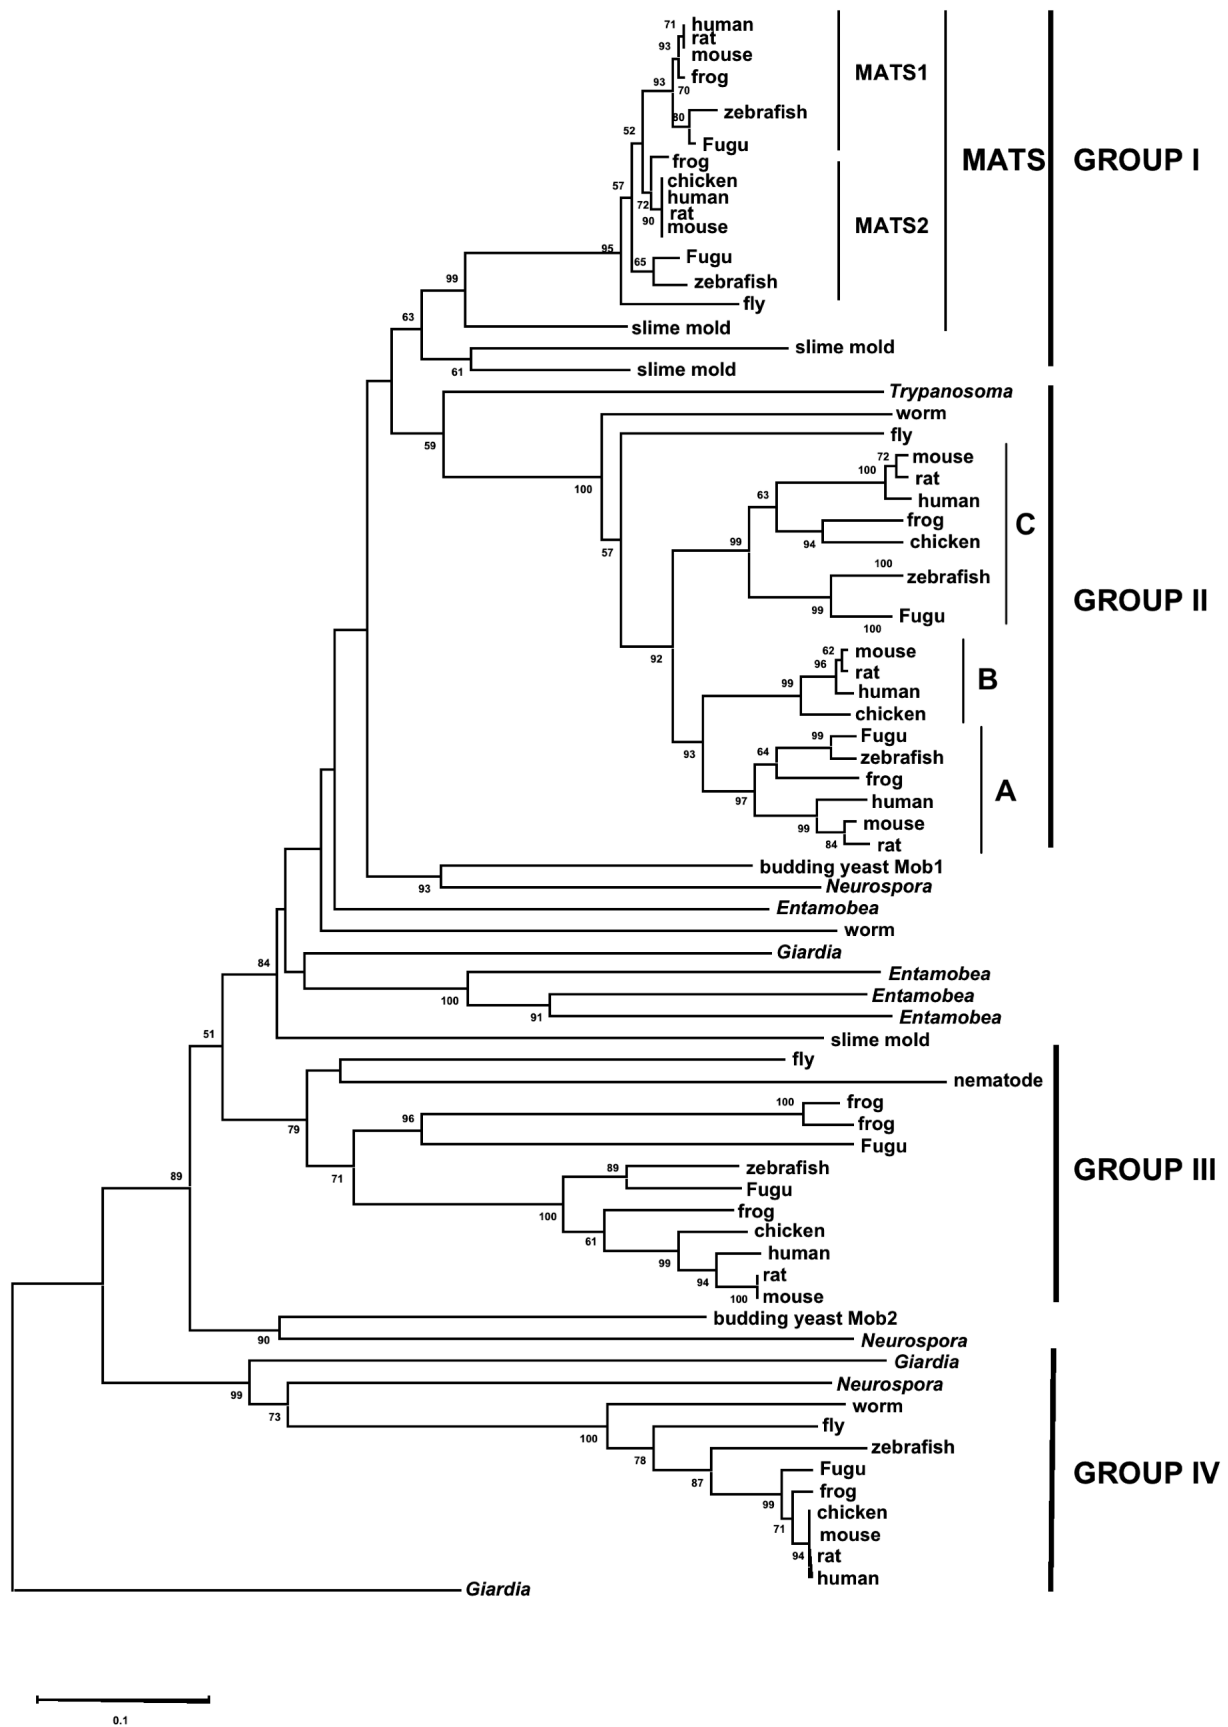 71 human
rat
93 mouse
frog
MATS1
93 70
80 zebrafish
52
Fugu
MATS GROUP I
frog
57 chicken
human
72 rat
90 mouse
MATS2
95
65 Fugu
99 zebrafish
fly
63
slime mold
slime mold
61 slime mold
Trypanosoma
worm
59 fly
72 mouse
100 rat
100
63 human
frog
C
99 94 chicken
57
100
zebrafish
99 Fugu
GROUP II
100
92 62 mouse
96 rat
99 human
B
chicken
99 Fugu
93 64 zebrafish
frog
97 human
A
99 mouse
84 rat
budding yeast Mob1
93 Neurospora
Entamobea
worm
Giardia
84
Entamobea
100 Entamobea
91 Entamobea
51
slime mold
fly
nematode
100 frog
96 frog
79
Fugu
89 zebrafish
GROUP III
89 71
Fugu
100 frog
61 chicken
99 human
94 rat
100 mouse
budding yeast Mob2
90 Neurospora
Giardia
99 Neurospora
73 worm
fly
100
78 zebrafish
87 Fugu
GROUP IV
99 frog
chicken
71 mouse
94 rat
human
Giardia
0.1